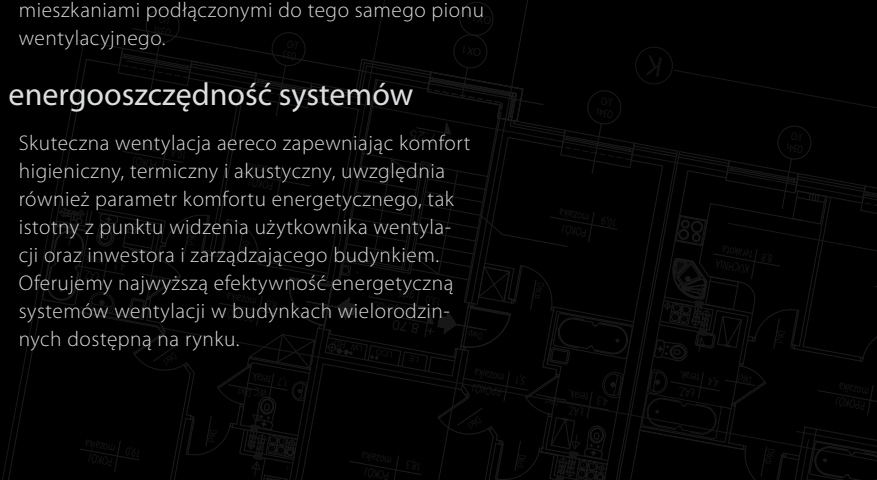 mieszkaniami podłączonymi do tego samego pionu
wentylacyjnego.
energooszczędność systemów
Skuteczna wentylacja aereco zapewniając komfort
higieniczny, termiczny i akustyczny, uwzględnia
również parametr komfortu energetycznego, tak
istotny z punktu widzenia użytkownika wentyla-
cji oraz inwestora i zarządzającego budynkiem.
Oferujemy najwyższą efektywność energetyczną
systemów wentylacji w budynkach wielorodzin-
nych dostępną na rynku.
K